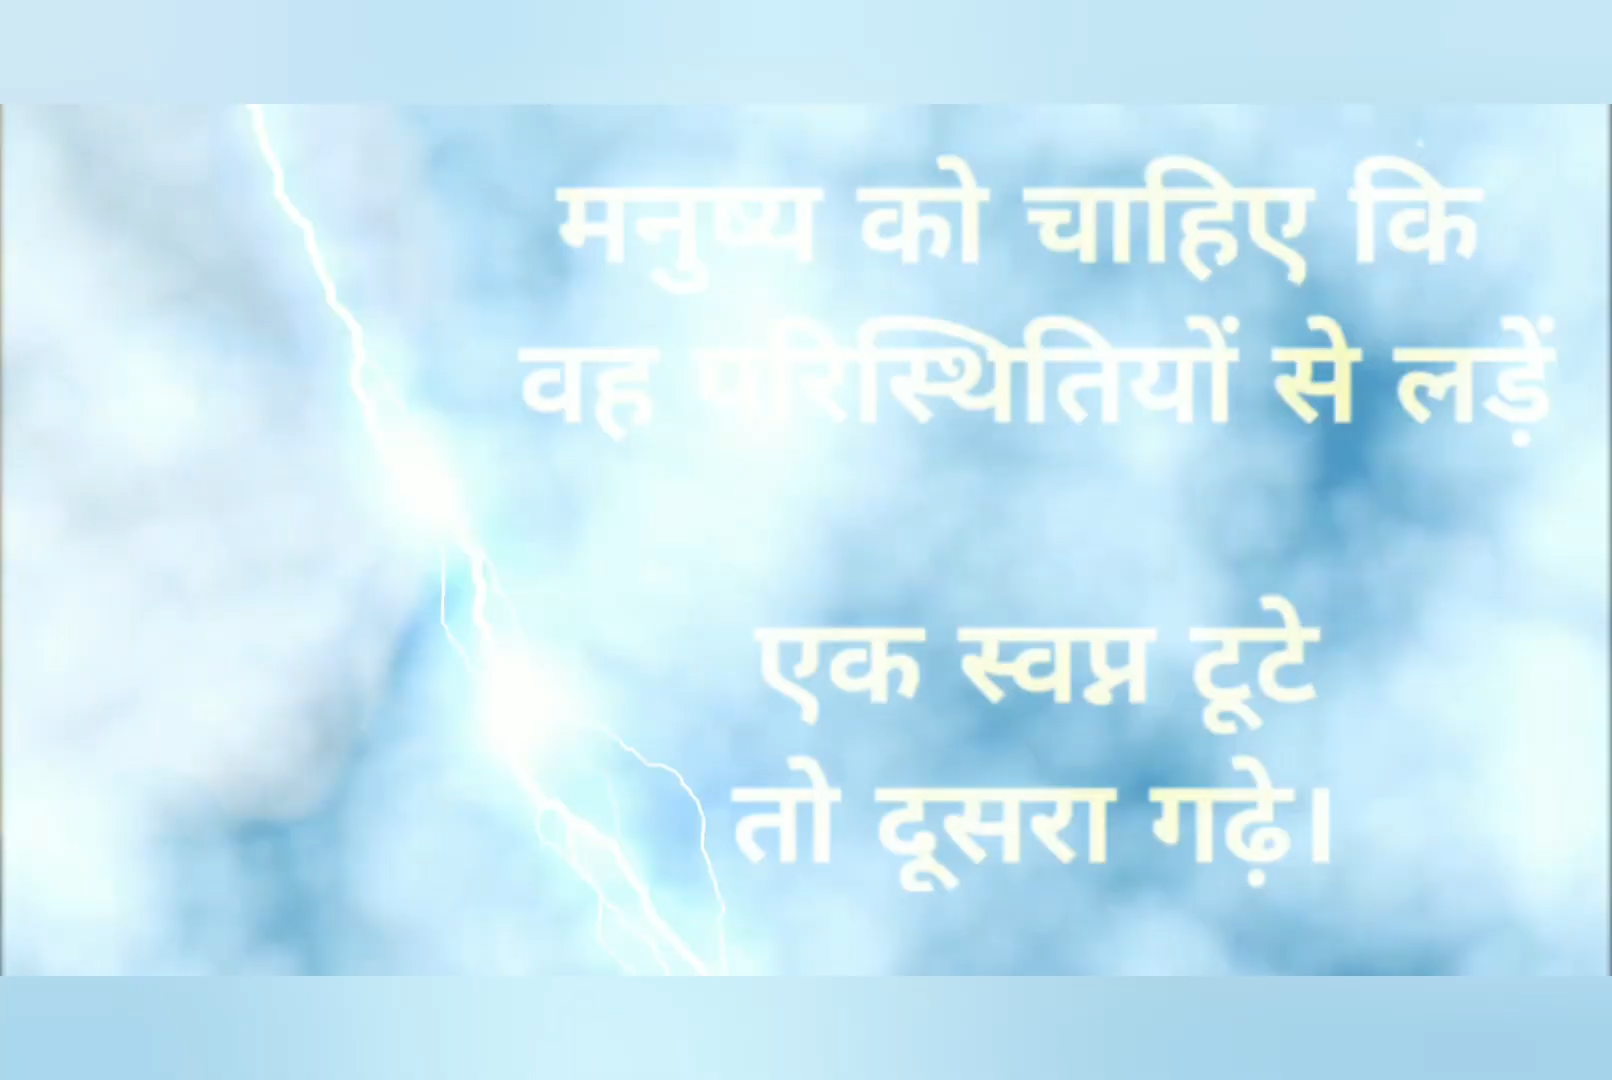 मनुष्य को चाहिए कि
वह परिस्थितियों से लड़ें
एक स्वप्न टूटे
तो दूसरा गढ़े।